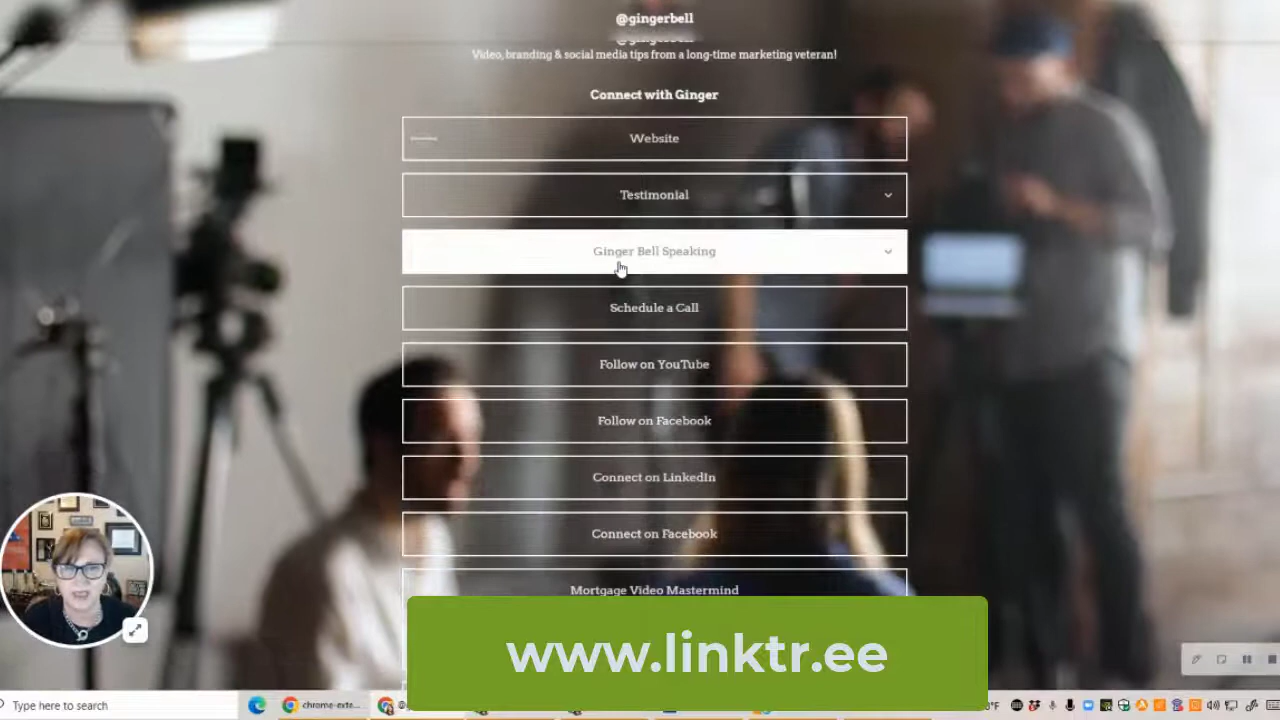 @gingerbell
Video, branding & social media tips from a long-time marketing veteran!
Connect with Ginger
Website
Testimonial
Ginger Bell Speaking
Schedule a Call
Follow on YouTube
Follow on Facebook
Connect on LinkedIn
Connect on Facebook
Mortgage Video Mastermind
www.linktr.ee
Type here to search
chrome-exte...